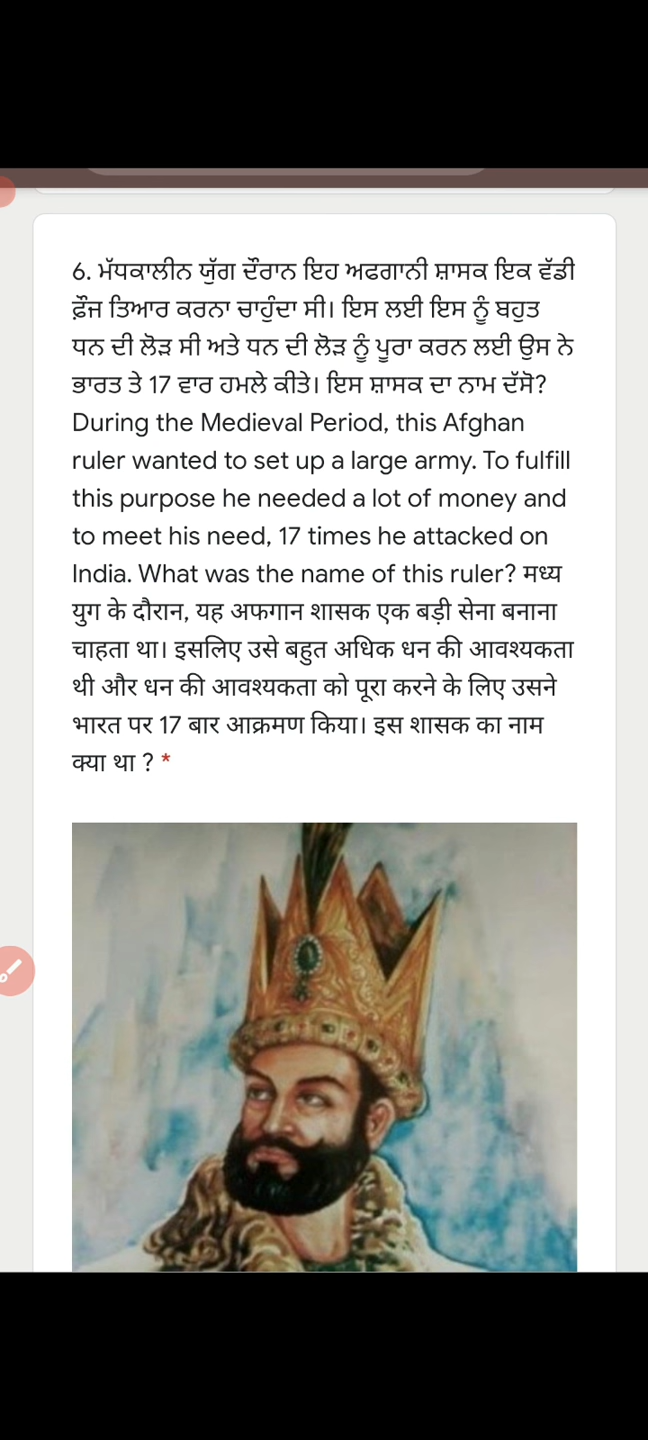 6. ਮੱਧਕਾਲੀਨ ਯੁੱਗ ਦੌਰਾਨ ਇਹ ਅਫਗਾਨੀ ਸ਼ਾਸਕ ਇਕ ਵੱਡੀ
ਫ਼ੌਜ ਤਿਆਰ ਕਰਨਾ ਚਾਹੁੰਦਾ ਸੀ। ਇਸ ਲਈ ਇਸ ਨੂੰ ਬਹੁਤ
ਧਨ ਦੀ ਲੋੜ ਸੀ ਅਤੇ ਧਨ ਦੀ ਲੋੜ ਨੂੰ ਪੂਰਾ ਕਰਨ ਲਈ ਉਸ ਨੇ
ਭਾਰਤ ਤੇ 17 ਵਾਰ ਹਮਲੇ ਕੀਤੇ। ਇਸ ਸ਼ਾਸਕ ਦਾ ਨਾਮ ਦੱਸੋ?
During the Medieval Period, this Afghan
ruler wanted to set up a large army. To fulfill
this purpose he needed a lot of money and
to meet his need, 17 times he attacked on
India. What was the name of this ruler? मध्य
युग के दौरान, यह अफगान शासक एक बड़ी सेना बनाना
चाहता था। इसलिए उसे बहुत अधिक धन की आवश्यकता
थी और धन की आवश्यकता को पूरा करने के लिए उसने
भारत पर 17 बार आक्रमण किया। इस शासक का नाम
क्या था ? *